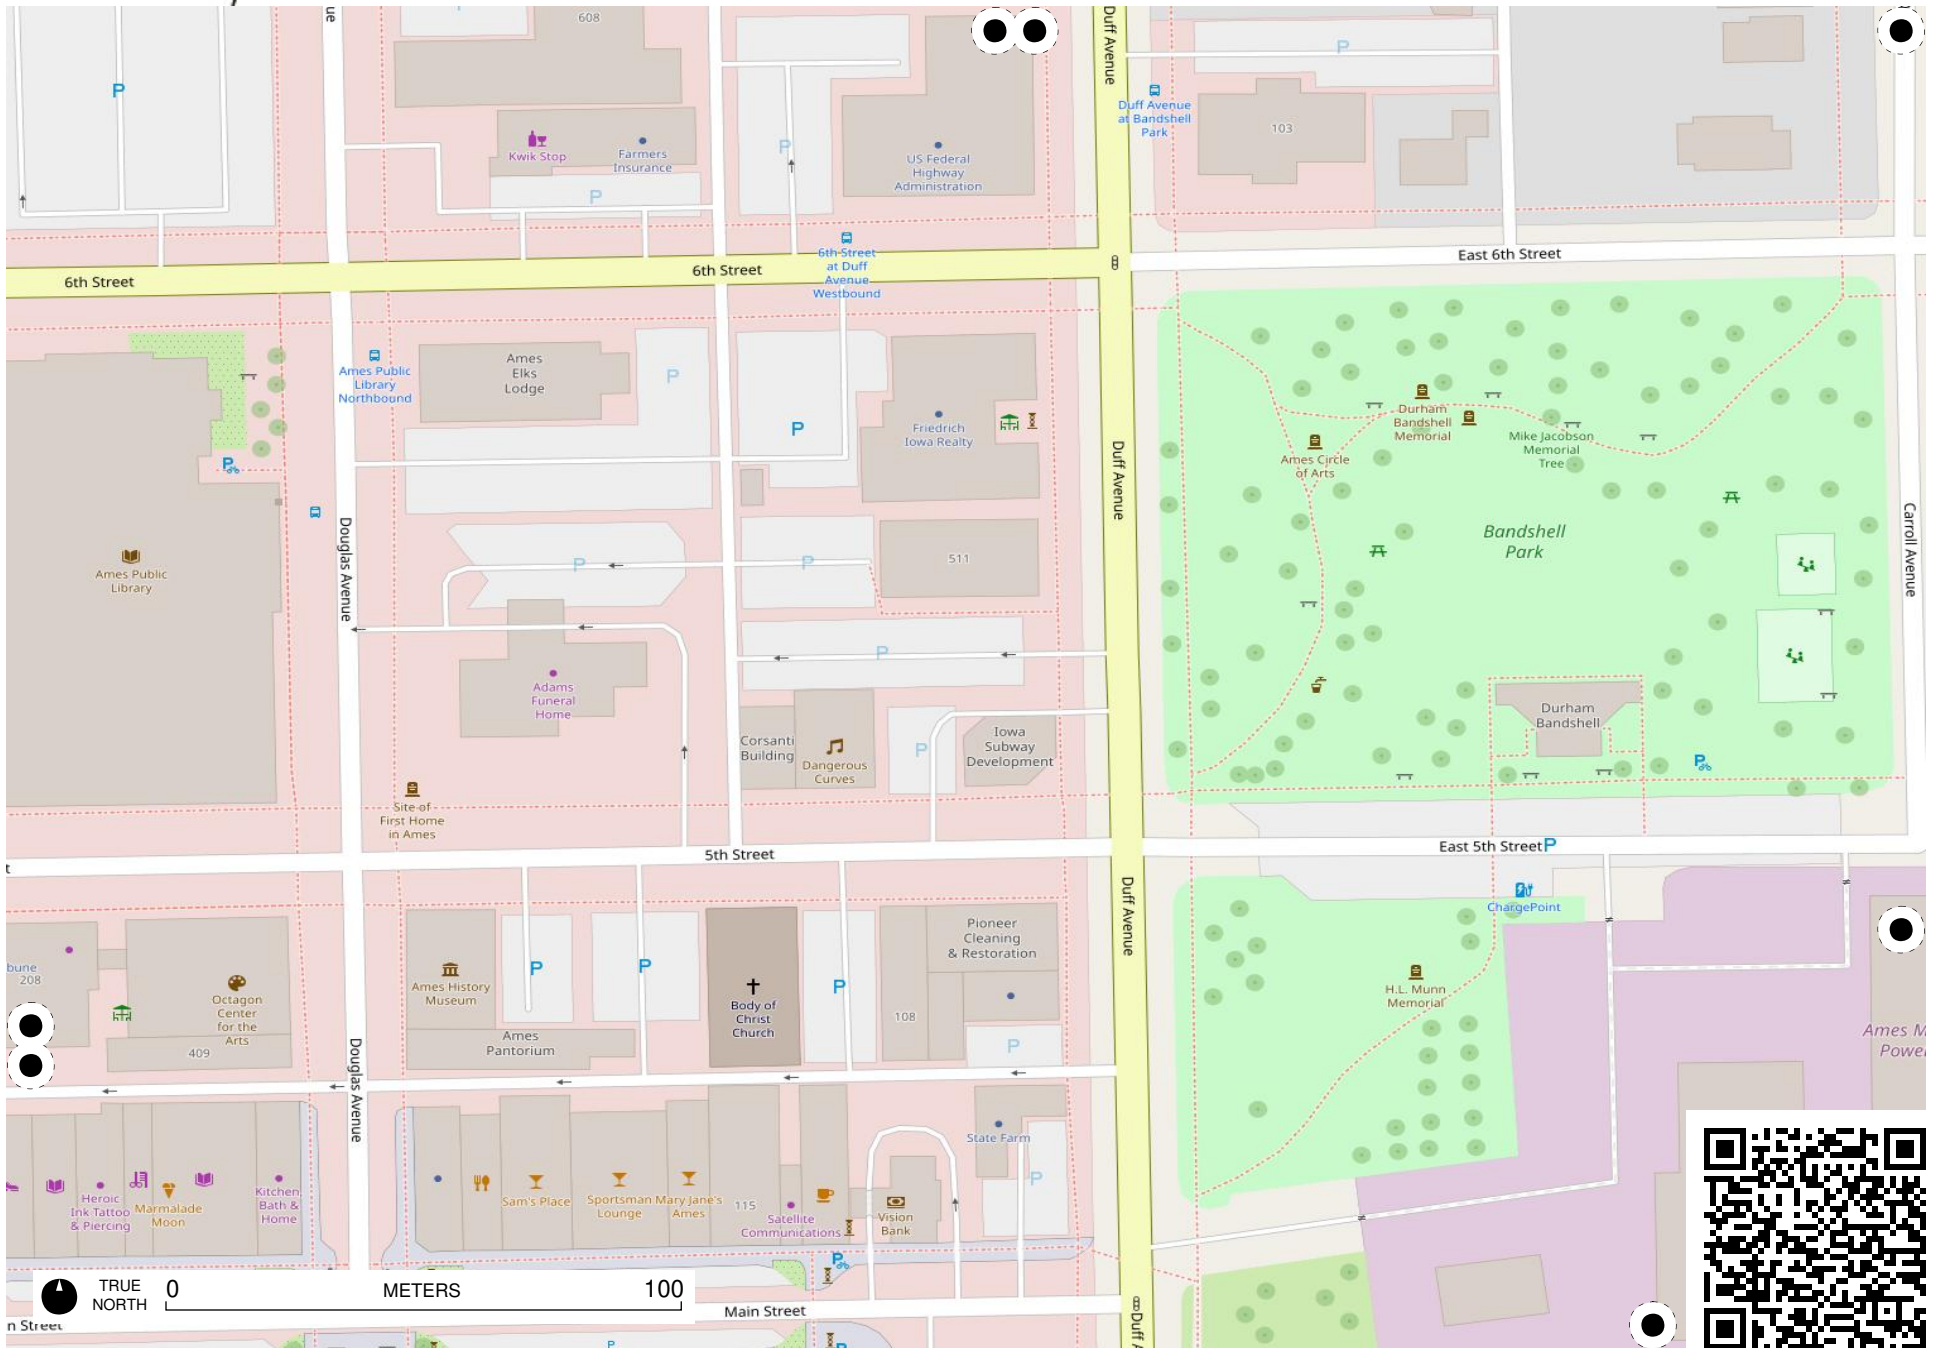 608
P
Kwik Stop
Farmers
Insurance
P
P
US Federal
Highway
Administration
Duff Avenue
Duff Avenue
at Bandshell
Park
P
103
6th Street
6th Street
6th Street
at Duff
Avenue
Westbound
East 6th Street
Ames Public
Library
Northbound
Ames
Elks
Lodge
P
P
Friedrich
Iowa Realty
Duff Avenue
Ames Circle
of Arts
Durham
Bandshell
Memorial
Mike Jacobson
Memorial
Tree
Bandshell
Park
Carroll Avenue
P
Ames Public
Library
Douglas Avenue
P
P
511
P
Adams
Funeral
Home
Corsanti
Building
Dangerous
Curves
P
Iowa
Subway
Development
Durham
Bandshell
P
Site of
First Home
in Ames
5th Street
East 5th Street
P
ChargePoint
Duff Avenue
bune
208
Octagon
Center
for the
Arts
409
Ames History
Museum
P
P
Ames
Pantorium
Body of
Christ
Church
P
108
Pioneer
Cleaning
& Restoration
P
H.L. Munn
Memorial
Ames M
Power
Douglas Avenue
Heroic
Ink Tattoo
& Piercing
Marmalade
Moon
Kitchen,
Bath &
Home
Sam's Place
Sportsman
Lounge
Mary Jane's
Ames
115
Satellite
Communications
Vision
Bank
State Farm
P
P
TRUE
NORTH
0
METERS
100
Main Street
n Street
P
P
Duff A